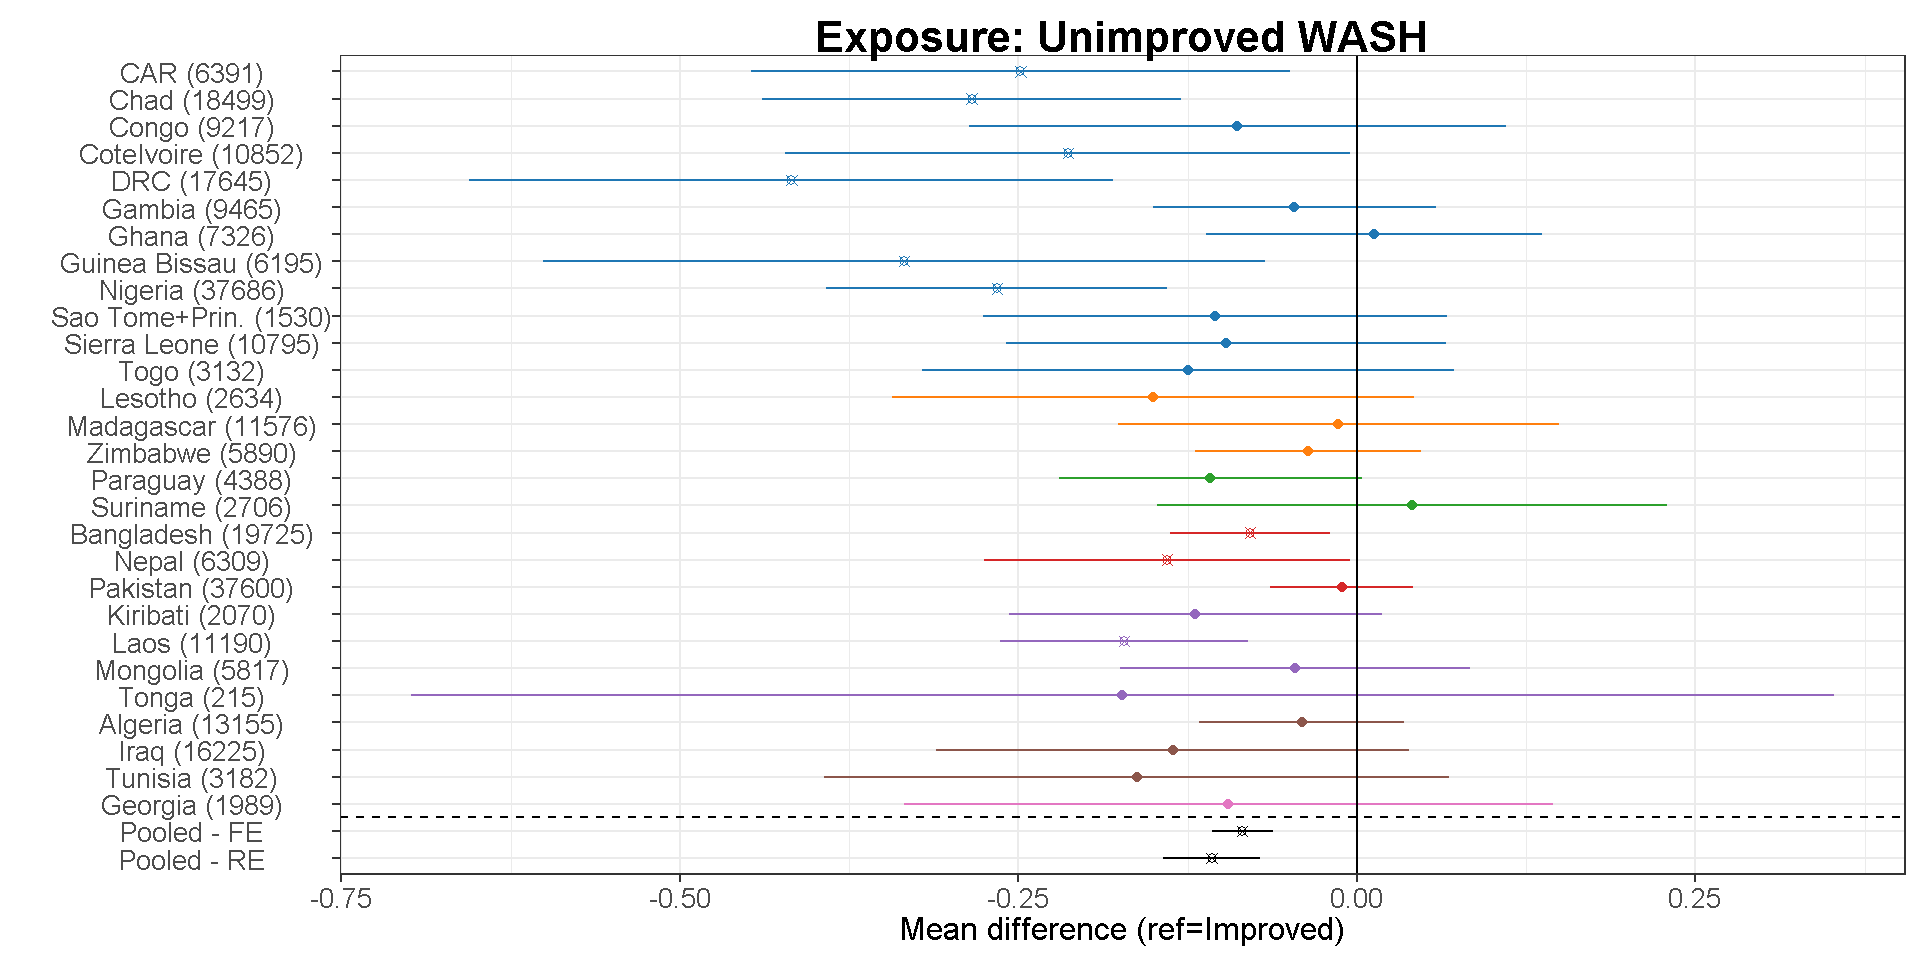 Exposure: Unimproved WASH
CAR (6391)
Chad (18499)
Congo (9217)
CoteIvoire (10852)
DRC (17645)
Gambia (9465)
Ghana (7326)
Guinea Bissau (6195)
Nigeria (37686)
Sao Tome+Prin. (1530)
Sierra Leone (10795)
Togo (3132)
Lesotho (2634)
Madagascar (11576)
Zimbabwe (5890)
Paraguay (4388)
Suriname (2706)
Bangladesh (19725)
Nepal (6309)
Pakistan (37600)
Kiribati (2070)
Laos (11190)
Mongolia (5817)
Tonga (215)
Algeria (13155)
Iraq (16225)
Tunisia (3182)
Georgia (1989)
Pooled - FE
Pooled - RE
-0.75 -0.50 -0.25 0.00 0.25
Mean difference (ref=Improved)